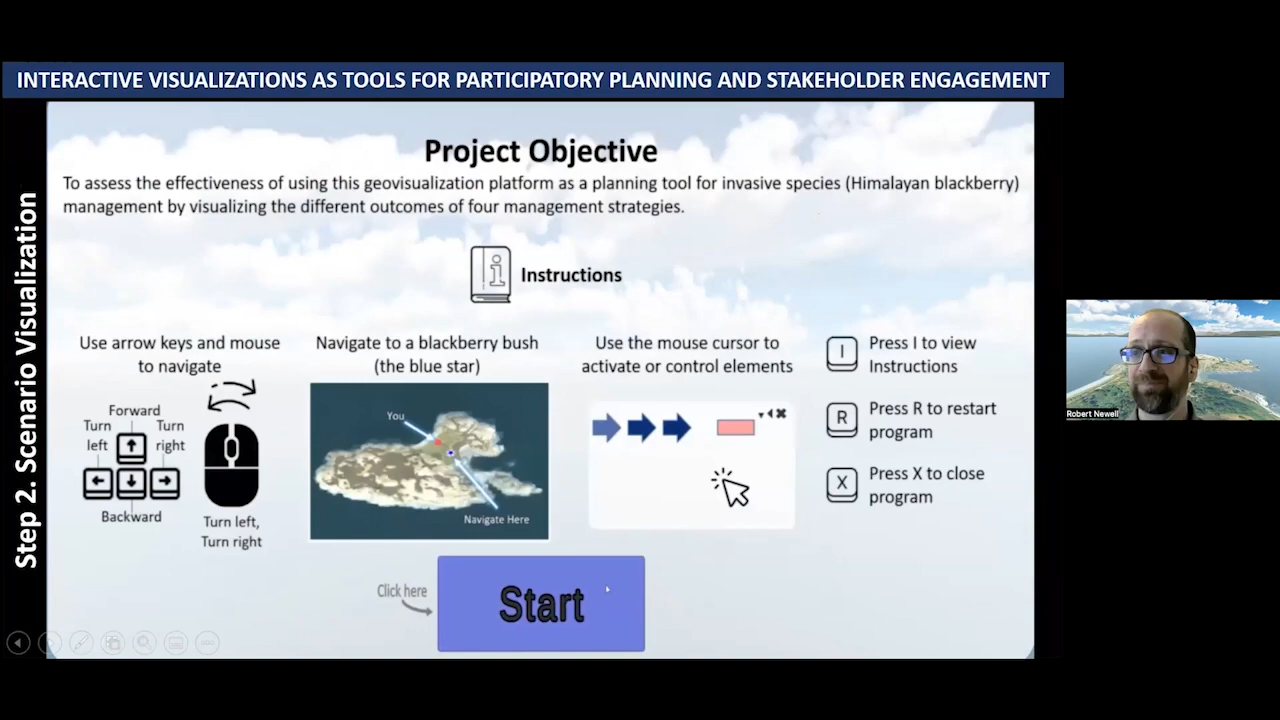 INTERACTIVE VISUALIZATIONS AS TOOLS FOR PARTICIPATORY PLANNING AND STAKEHOLDER ENGAGEMENT
Step 2. Scenario Visualization
Project Objective
To assess the effectiveness of using this geovisualization platform as a planning tool for invasive species (Himalayan blackberry)
management by visualizing the different outcomes of four management strategies.
Instructions
Use arrow keys and mouse
to navigate
Forward
Turn
left
Turn
right
Backward
Turn left,
Turn right
Navigate to a blackberry bush
(the blue star)
You
Navigate Here
Use the mouse cursor to
activate or control elements
I
Press I to view
Instructions
R
Press R to restart
program
X
Press X to close
program
Click here
Start
Robert Newell